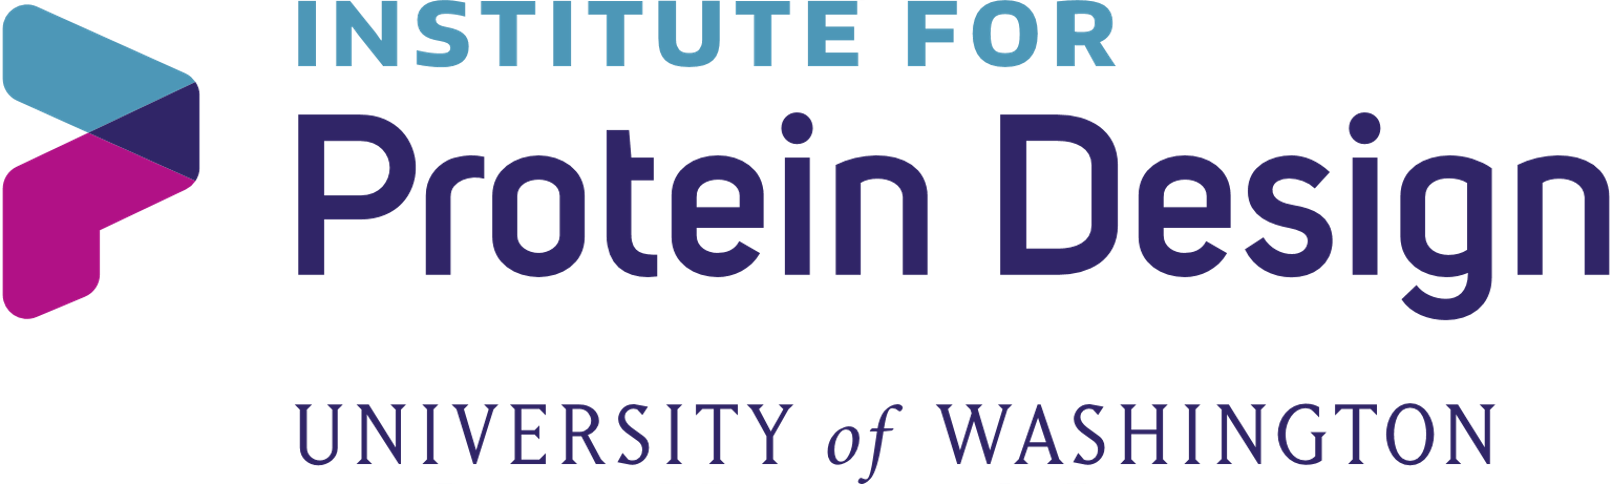 INSTITUTE FOR
Protein Design
UNIVERSITY of WASHINGTON